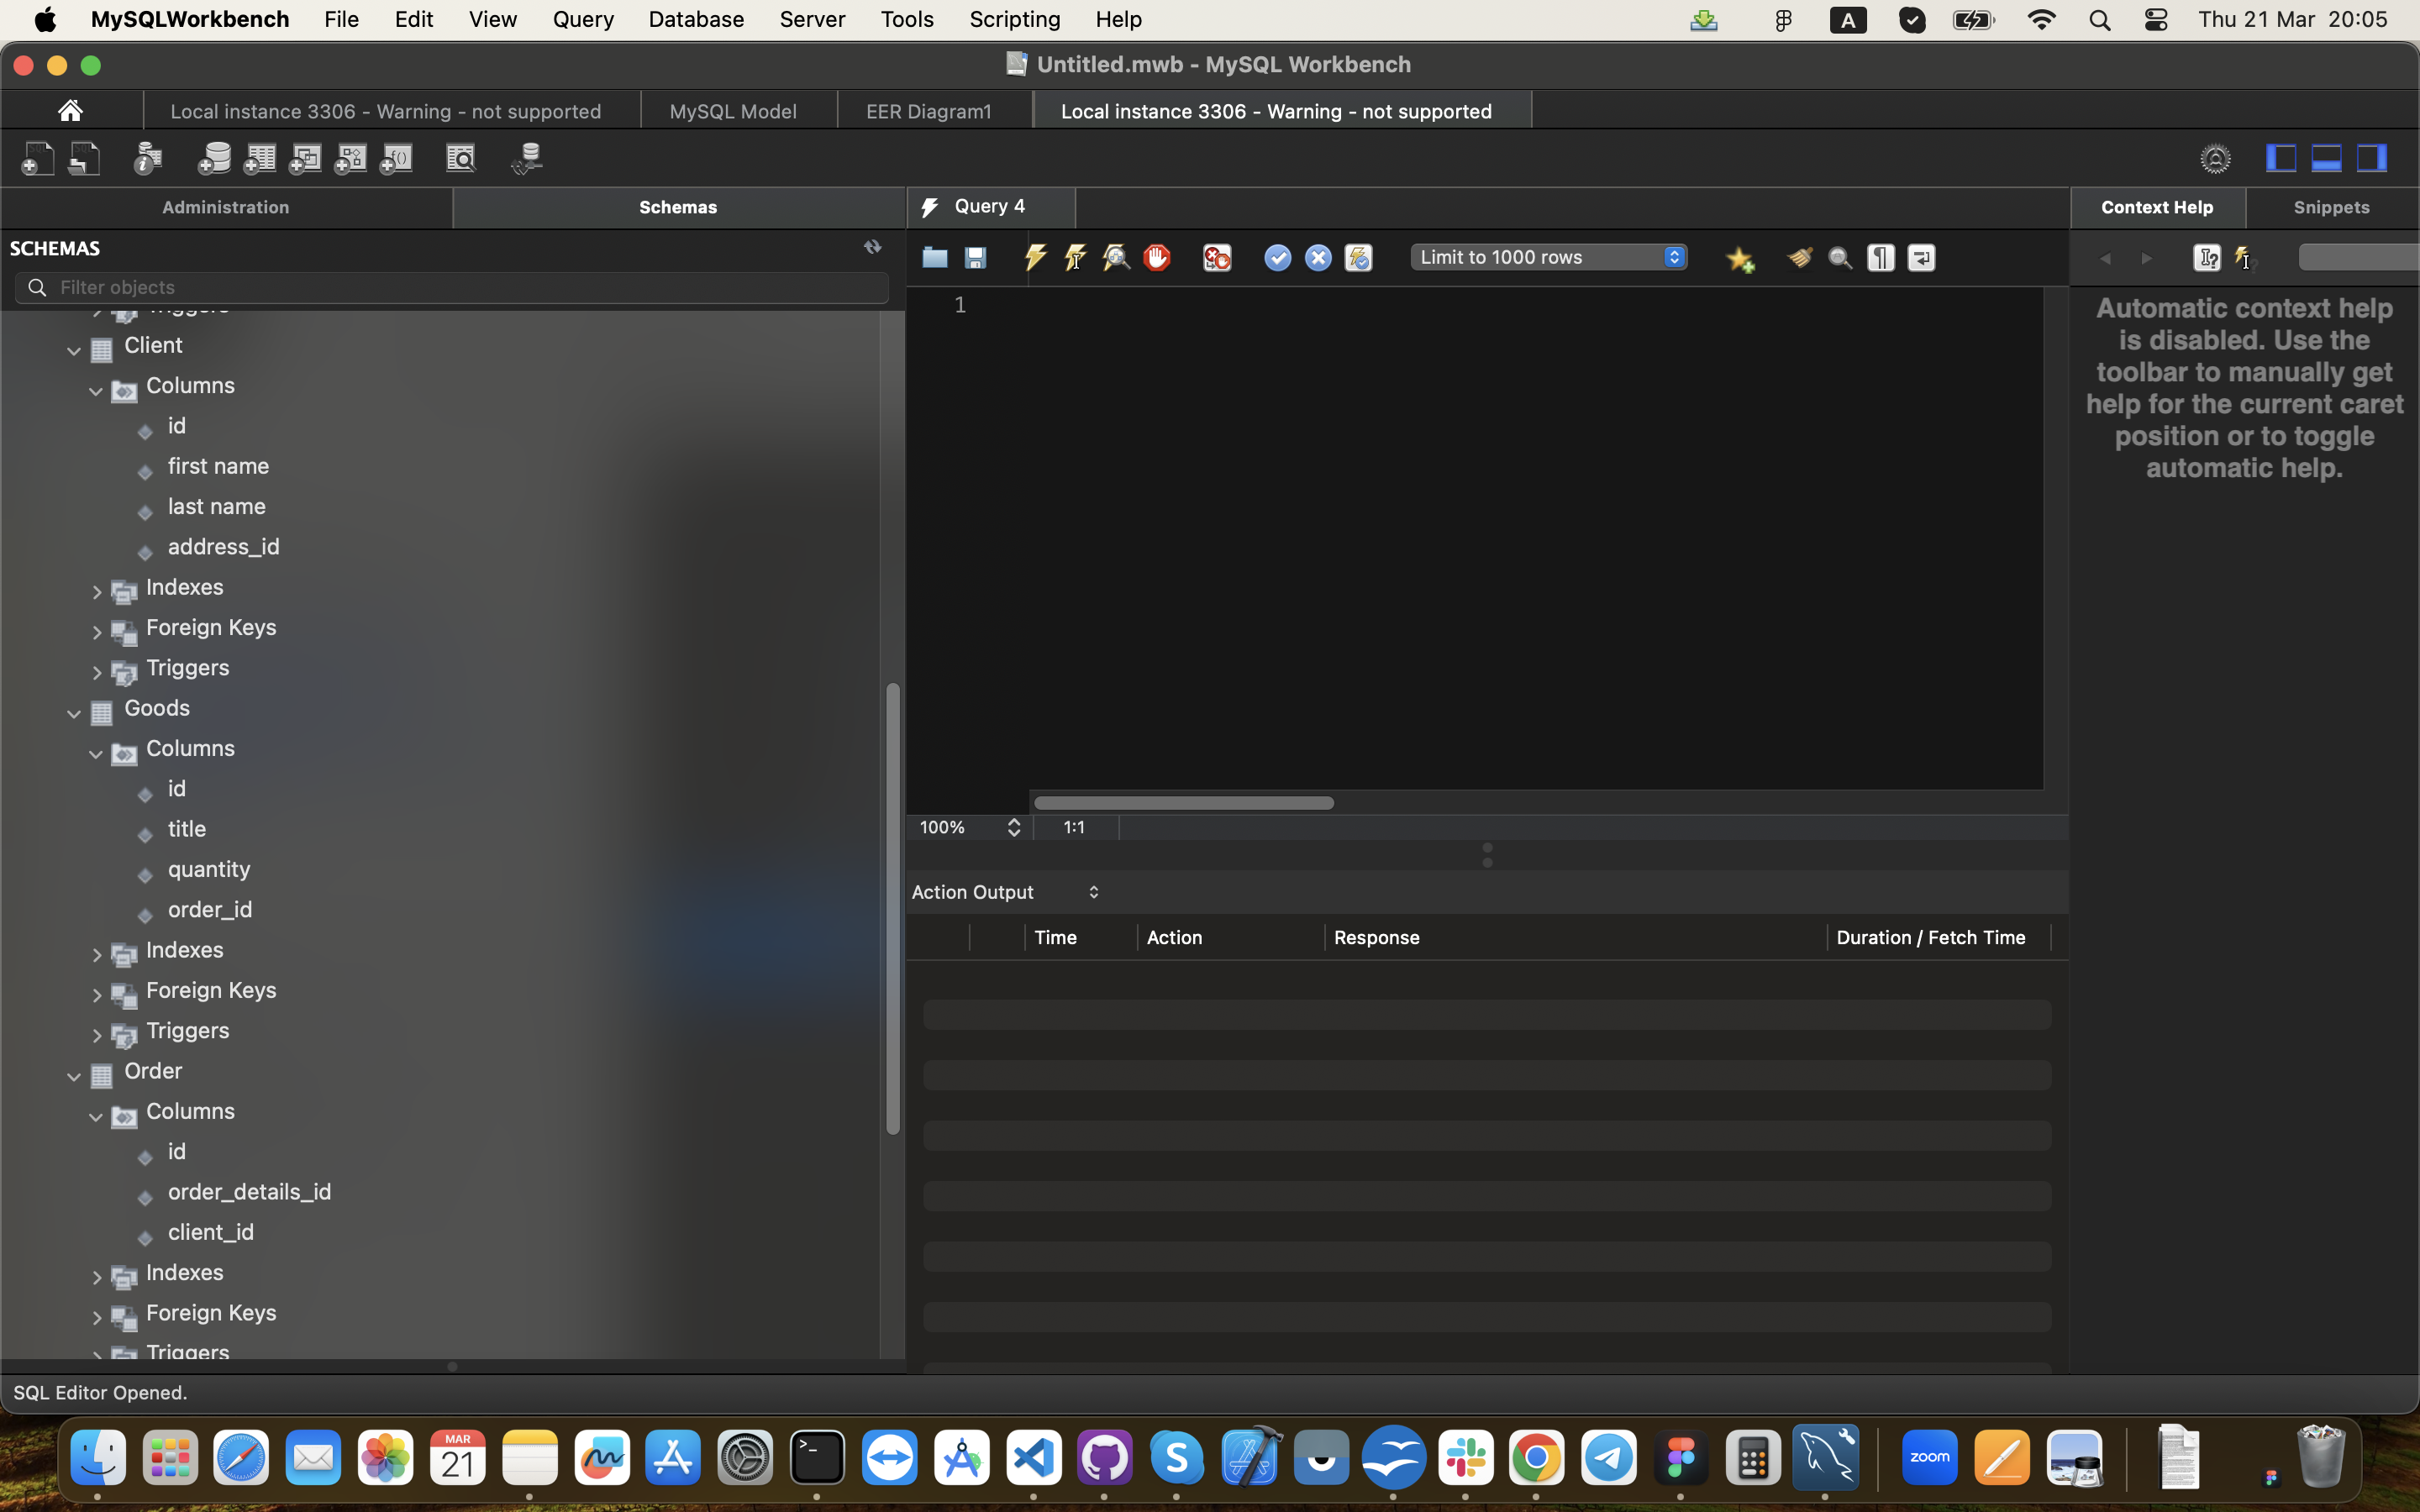 MySQLWorkbench File Edit View Query Database Server Tools Scripting Help A Thu 21 Mar 20:05
Untitled.mwb - MySQL Workbench
Local instance 3306 - Warning - not supported MySQL Model EER Diagram1 Local instance 3306 - Warning - not supported
Administration Schemas Query 4 Context Help Snippets
SCHEMAS
Limit to 1000 rows
Filter objects
1
Automatic context help
is disabled. Use the
toolbar to manually get
help for the current caret
position or to toggle
automatic help.
Triggers
Client
Columns
id
first name
last name
address_id
Indexes
Foreign Keys
Triggers
Goods
Columns
id
title
quantity
order_id
Indexes
Foreign Keys
Triggers
Order
Columns
id
order_details_id
client_id
Indexes
Foreign Keys
Triggers
100% 1:1
Action Output
Time Action Response Duration / Fetch Time
SQL Editor Opened.
MAR
21
zoom